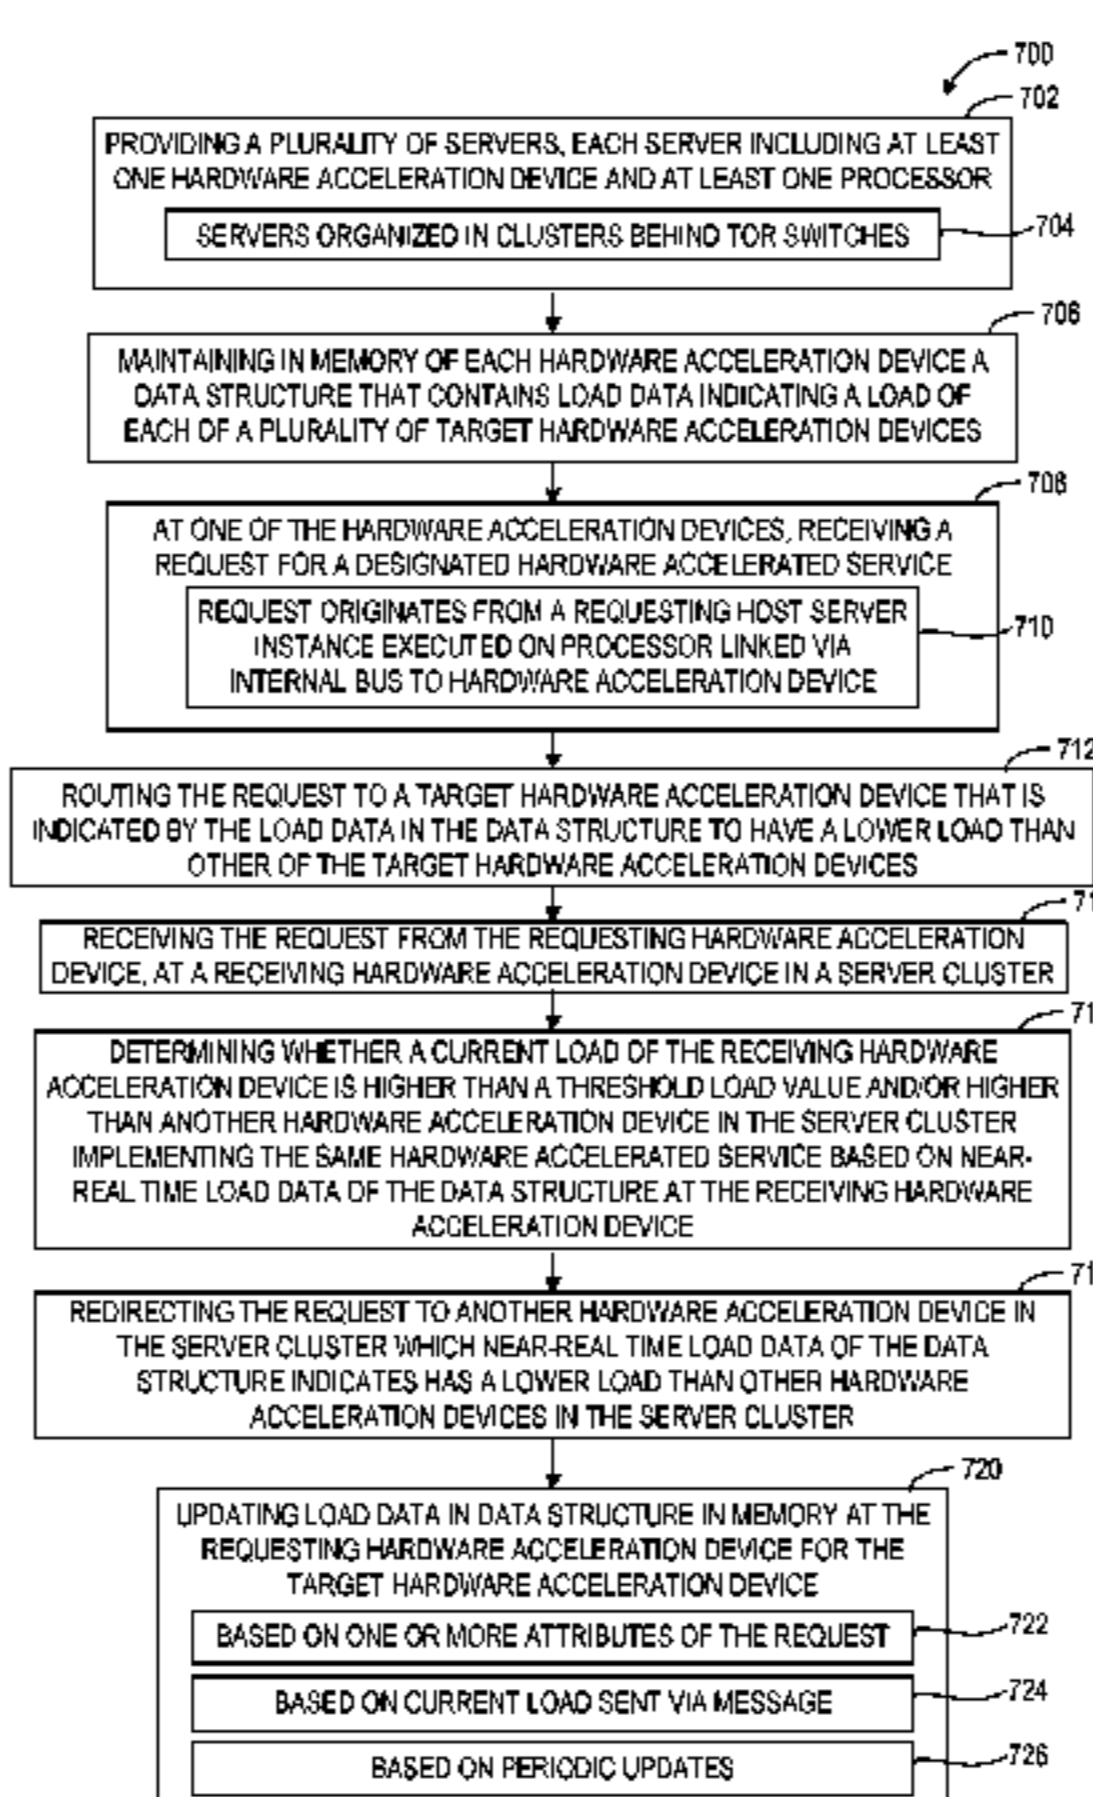 700
702
PROVIDING A PLURALITY OF SERVERS, EACH SERVER INCLUDING AT LEAST
ONE HARDWARE ACCELERATION DEVICE AND AT LEAST ONE PROCESSOR
SERVERS ORGANIZED IN CLUSTERS BEHIND TOR SWITCHES
704
706
MAINTAINING IN MEMORY OF EACH HARDWARE ACCELERATION DEVICE A
DATA STRUCTURE THAT CONTAINS LOAD DATA INDICATING A LOAD OF
EACH OF A PLURALITY OF TARGET HARDWARE ACCELERATION DEVICES
708
AT ONE OF THE HARDWARE ACCELERATION DEVICES, RECEIVING A
REQUEST FOR A DESIGNATED HARDWARE ACCELERATED SERVICE
REQUEST ORIGINATES FROM A REQUESTING HOST SERVER
INSTANCE EXECUTED ON PROCESSOR LINKED VIA
INTERNAL BUS TO HARDWARE ACCELERATION DEVICE
710
712
ROUTING THE REQUEST TO A TARGET HARDWARE ACCELERATION DEVICE THAT IS
INDICATED BY THE LOAD DATA IN THE DATA STRUCTURE TO HAVE A LOWER LOAD THAN
OTHER OF THE TARGET HARDWARE ACCELERATION DEVICES
71
RECEIVING THE REQUEST FROM THE REQUESTING HARDWARE ACCELERATION
DEVICE, AT A RECEIVING HARDWARE ACCELERATION DEVICE IN A SERVER CLUSTER
71
DETERMINING WHETHER A CURRENT LOAD OF THE RECEIVING HARDWARE
ACCELERATION DEVICE IS HIGHER THAN A THRESHOLD LOAD VALUE AND/OR HIGHER
THAN ANOTHER HARDWARE ACCELERATION DEVICE IN THE SERVER CLUSTER
IMPLEMENTING THE SAME HARDWARE ACCELERATED SERVICE BASED ON NEAR-
REAL TIME LOAD DATA OF THE DATA STRUCTURE AT THE RECEIVING HARDWARE
ACCELERATION DEVICE
71
REDIRECTING THE REQUEST TO ANOTHER HARDWARE ACCELERATION DEVICE IN
THE SERVER CLUSTER WHICH NEAR-REAL TIME LOAD DATA OF THE DATA
STRUCTURE INDICATES HAS A LOWER LOAD THAN OTHER HARDWARE
ACCELERATION DEVICES IN THE SERVER CLUSTER
720
UPDATING LOAD DATA IN DATA STRUCTURE IN MEMORY AT THE
REQUESTING HARDWARE ACCELERATION DEVICE FOR THE
TARGET HARDWARE ACCELERATION DEVICE
BASED ON ONE OR MORE ATTRIBUTES OF THE REQUEST
722
BASED ON CURRENT LOAD SENT VIA MESSAGE
724
BASED ON PERIODIC UPDATES
726